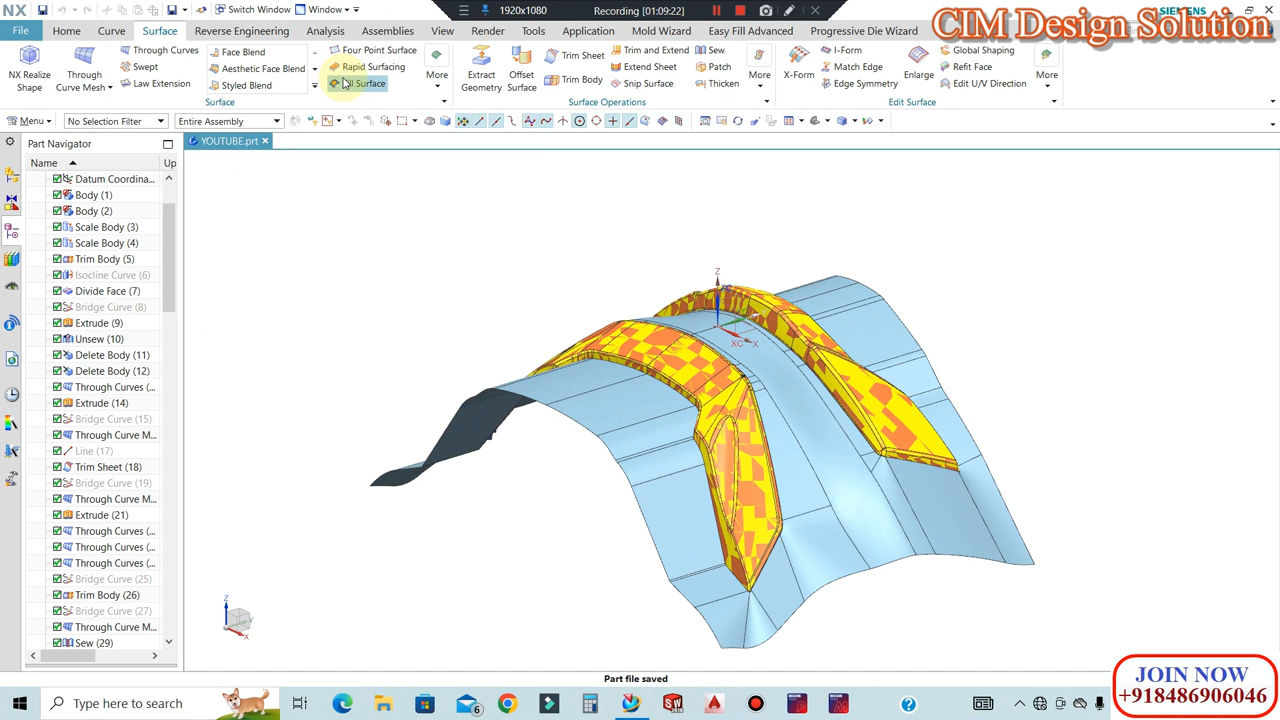 NX
Switch Window
Window
1920x1080
Recording [01:09:22]
CIM Design Solution
File
Home
Curve
Surface
Reverse Engineering
Analysis
Assemblies
View
Render
Tools
Application
Mold Wizard
Easy Fill Advanced
Progressive Die Wizard
NX Realize Shape
Through Curve Mesh
Through Curves
Swept
Law Extension
Face Blend
Aesthetic Face Blend
Styled Blend
Four Point Surface
Rapid Surfacing
Fill Surface
More
Surface
Extract Geometry
Offset Surface
Trim Sheet
Trim Body
Trim and Extend
Extend Sheet
Snip Surface
Sew
Patch
Thicken
More
Surface Operations
X-Form
I-Form
Match Edge
Edge Symmetry
Enlarge
Global Shaping
Refit Face
Edit U/V Direction
More
Edit Surface
Menu
No Selection Filter
Entire Assembly
Part Navigator
YOUTUBE.prt
Name
Up
Datum Coordina...
Body (1)
Body (2)
Scale Body (3)
Scale Body (4)
Trim Body (5)
Isocline Curve (6)
Divide Face (7)
Bridge Curve (8)
Extrude (9)
Unsew (10)
Delete Body (11)
Delete Body (12)
Through Curves (
Extrude (14)
Bridge Curve (15)
Through Curve M...
Line (17)
Trim Sheet (18)
Bridge Curve (19)
Through Curve M...
Extrude (21)
Through Curves (
Through Curves (
Through Curves (
Bridge Curve (25)
Trim Body (26)
Bridge Curve (27)
Through Curve M...
Sew (29)
Z
XC
X
Z
X
Part file saved
JOIN NOW
+918486906046
Type here to search
6